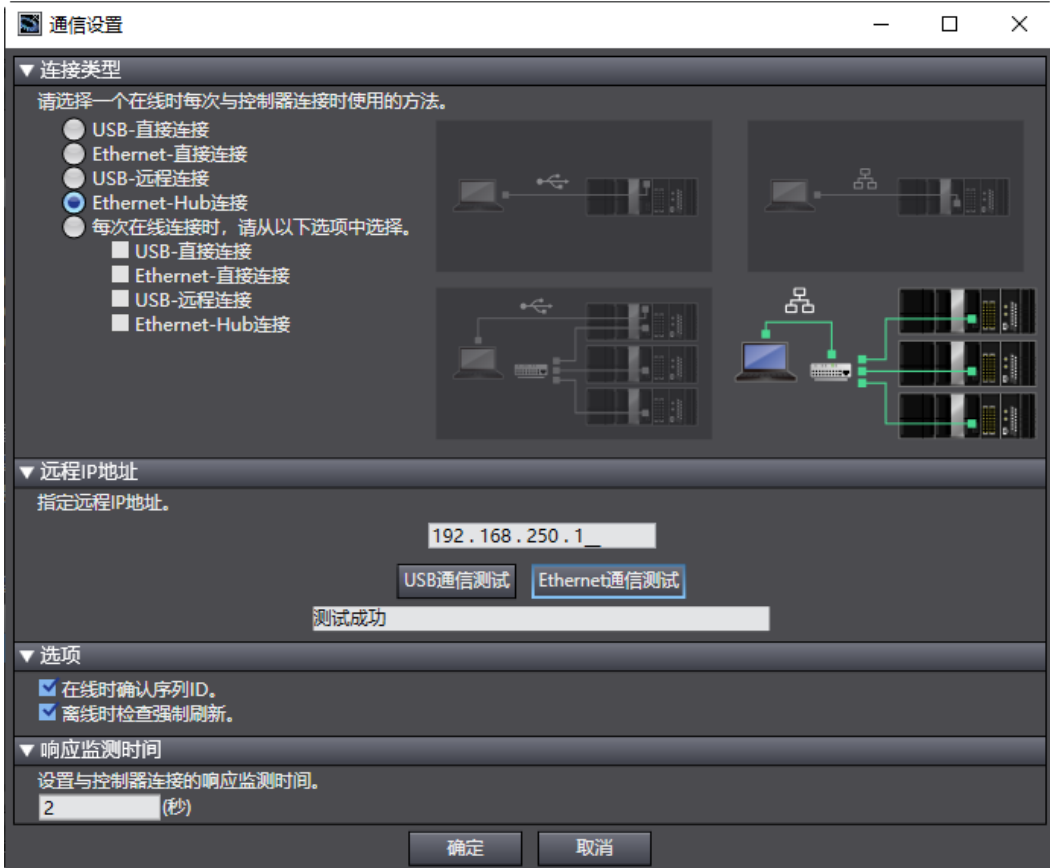 通信设置
▼连接类型
请选择一个在线时每次与控制器连接时使用的方法。
USB-直接连接
Ethernet-直接连接
USB-远程连接
Ethernet-Hub连接
每次在线连接时，请从以下选项中选择。
USB-直接连接
Ethernet-直接连接
USB-远程连接
Ethernet-Hub连接
▼远程IP地址
指定远程IP地址。
192.168.250.1__
USB通信测试 Ethernet通信测试
测试成功
▼选项
在线时确认序列ID。
离线时检查强制刷新。
▼响应监测时间
设置与控制器连接的响应监测时间。
2 (秒)
确定 取消